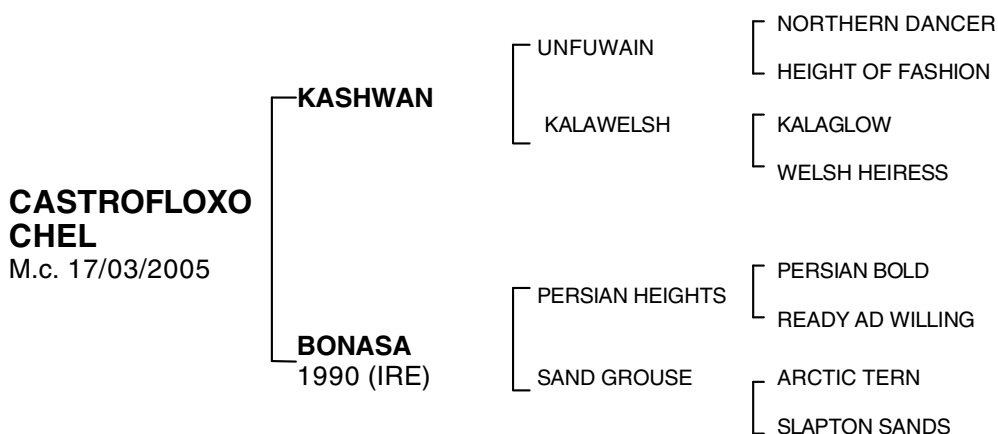 NORTHERN DANCER
UNFUWAIN
HEIGHT OF FASHION
KASHWAN
KALAWELSH
KALAGLOW
WELSH HEIRESS
CASTROFLOXO
CHEL
M.c. 17/03/2005
PERSIAN BOLD
PERSIAN HEIGHTS
READY AD WILLING
BONASA
1990 (IRE)
SAND GROUSE
ARCTIC TERN
SLAPTON SANDS